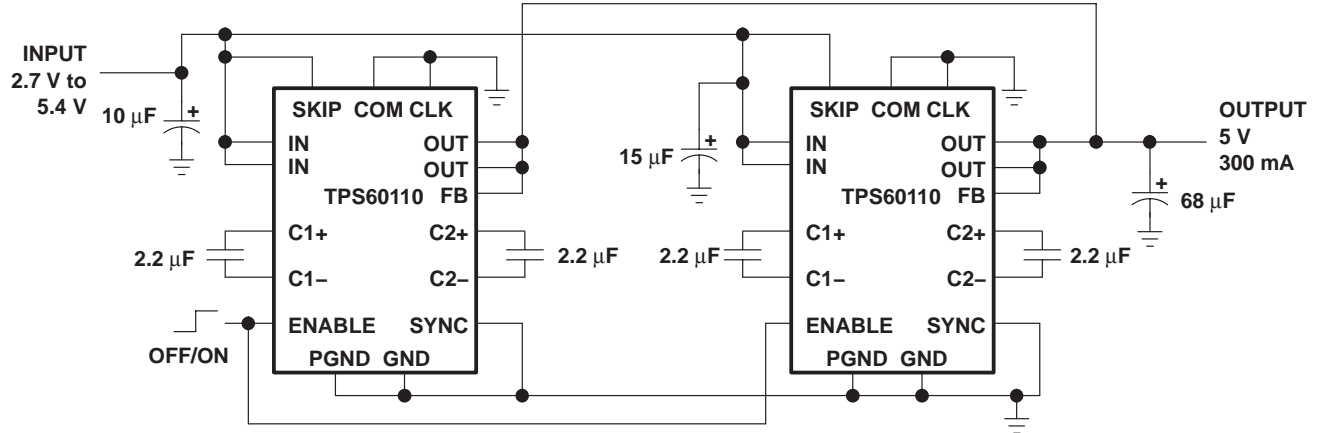 INPUT
2.7 V to
5.4 V
10 μF
+
SKIP COM CLK
IN
IN
OUT
OUT
TPS60110 FB
C1+
C1–
C2+
C2–
2.2 μF
2.2 μF
ENABLE SYNC
PGND GND
OFF/ON
15 μF
+
SKIP COM CLK
IN
IN
OUT
OUT
TPS60110 FB
C1+
C1–
C2+
C2–
2.2 μF
2.2 μF
ENABLE SYNC
PGND GND
OUTPUT
5 V
300 mA
+
68 μF